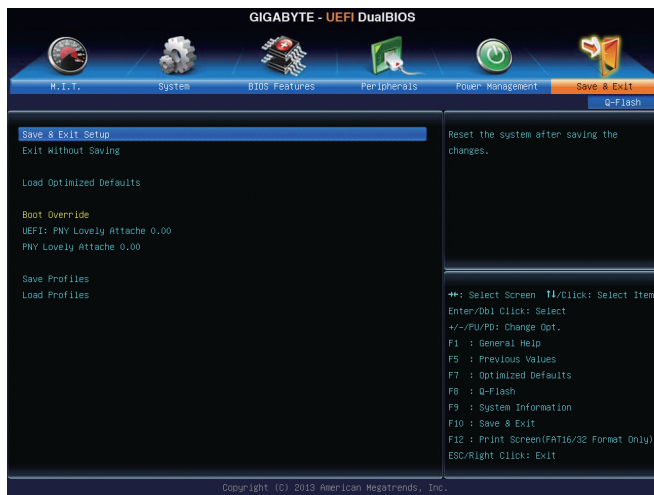 GIGABYTE - UEFI DualBIOS
M.I.T.
System
BIOS Features
Peripherals
Power Management
Save & Exit
Q-Flash
Save & Exit Setup
Exit Without Saving
Load Optimized Defaults
Boot Override
UEFI: PNY Lovely Attache 0.00
PNY Lovely Attache 0.00
Save Profiles
Load Profiles
Reset the system after saving the
changes.
→←: Select Screen ↑↓/Click: Select Item
Enter/Dbl Click: Select
+/-/PU/PD: Change Opt.
F1 : General Help
F5 : Previous Values
F7 : Optimized Defaults
F8 : Q-Flash
F9 : System Information
F10 : Save & Exit
F12 : Print Screen(FAT16/32 Format Only)
ESC/Right Click: Exit
Copyright (C) 2013 American Megatrends, Inc.